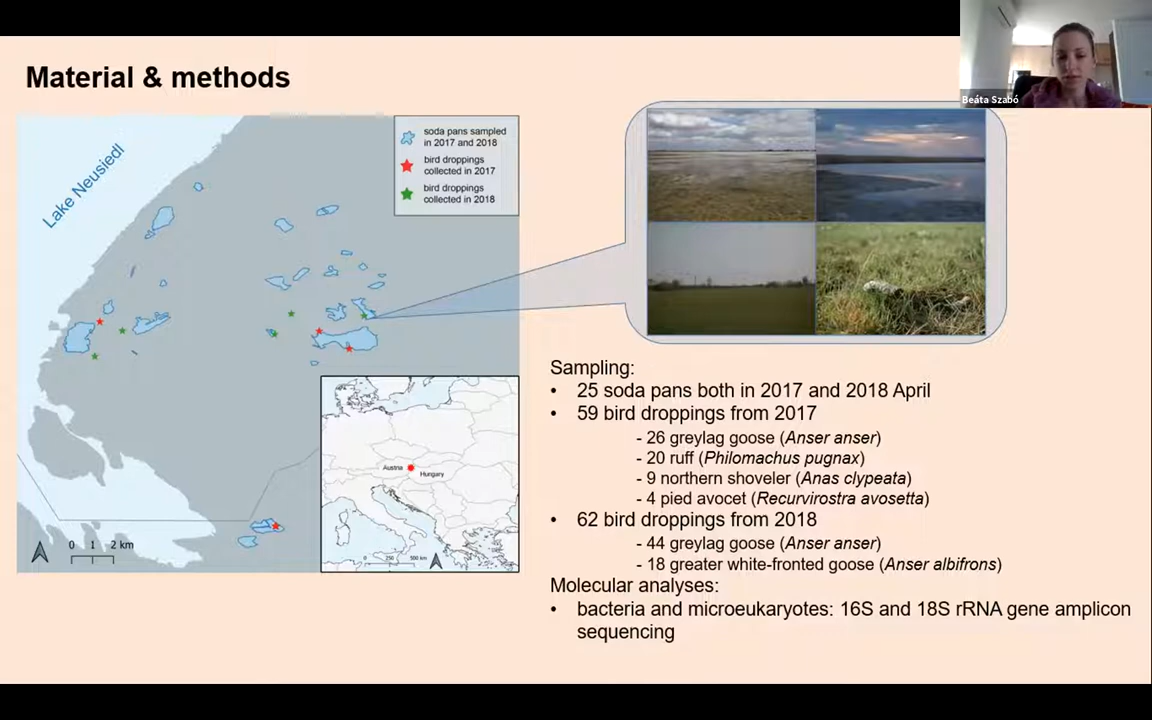 Beáta Szabó
Material & methods
Lake Neusiedl
soda pans sampled
in 2017 and 2018
bird droppings
collected in 2017
bird droppings
collected in 2018
0 1 2 km
Austria
Hungary
0 250 500 km
Sampling:
• 25 soda pans both in 2017 and 2018 April
• 59 bird droppings from 2017
- 26 greylag goose (Anser anser)
- 20 ruff (Philomachus pugnax)
- 9 northern shoveler (Anas clypeata)
- 4 pied avocet (Recurvirostra avosetta)
• 62 bird droppings from 2018
- 44 greylag goose (Anser anser)
- 18 greater white-fronted goose (Anser albifrons)
Molecular analyses:
• bacteria and microeukaryotes: 16S and 18S rRNA gene amplicon
sequencing